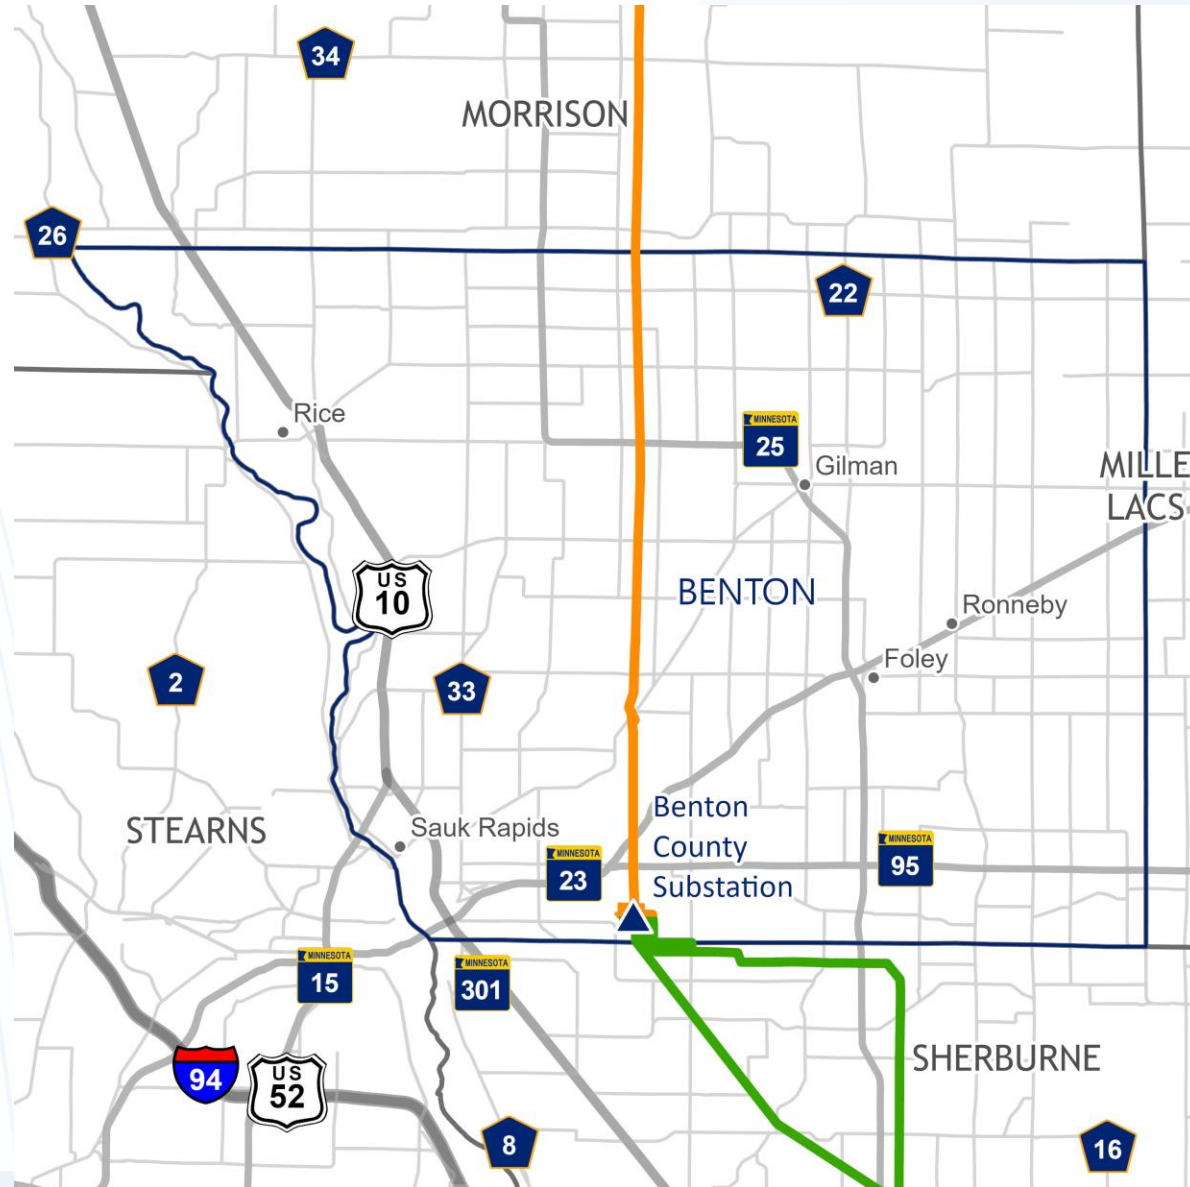 34
MORRISON
26
22
Rice
MINNESOTA
25
Gilman
MILLE
LACS
US
10
BENTON
Ronneby
Foley
2
33
Benton
County
Substation
STEARNS
Sauk Rapids
MINNESOTA
23
MINNESOTA
95
MINNESOTA
15
MINNESOTA
301
SHERBURNE
94
US
52
8
16